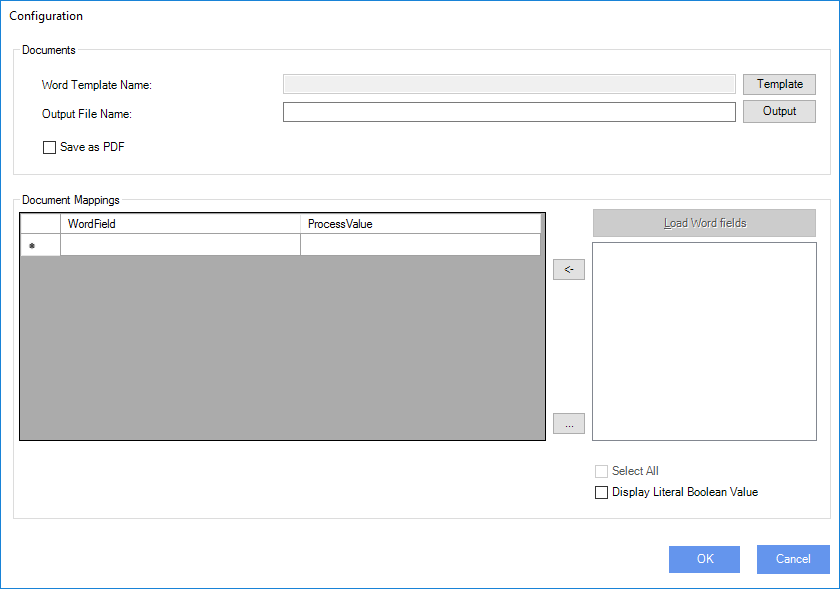 Configuration
Documents
Word Template Name:
Template
Output File Name:
Output
Save as PDF
Document Mappings
WordField ProcessValue
Load Word fields
*
<-
...
Select All
Display Literal Boolean Value
OK Cancel